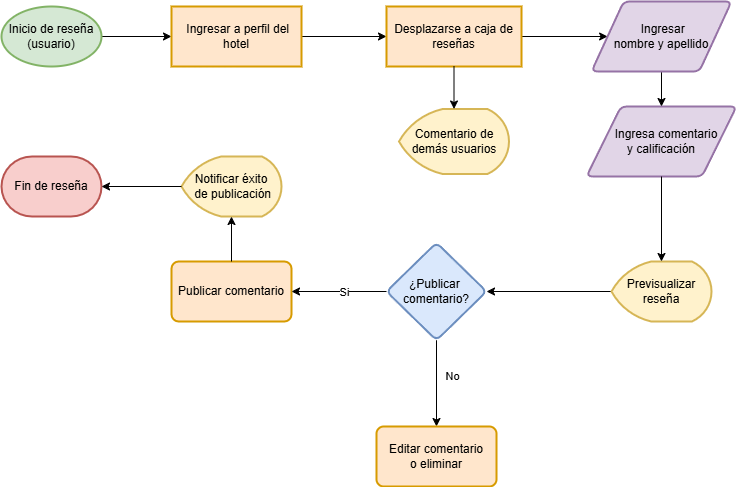 Inicio de reseña
(usuario)
Ingresar a perfil del
hotel
Desplazarse a caja de
reseñas
Ingresar
nombre y apellido
Comentario de
demás usuarios
Ingresa comentario
y calificación
Fin de reseña
Notificar éxito
de publicación
Publicar comentario
Si
¿Publicar
comentario?
Previsualizar
reseña
No
Editar comentario
o eliminar